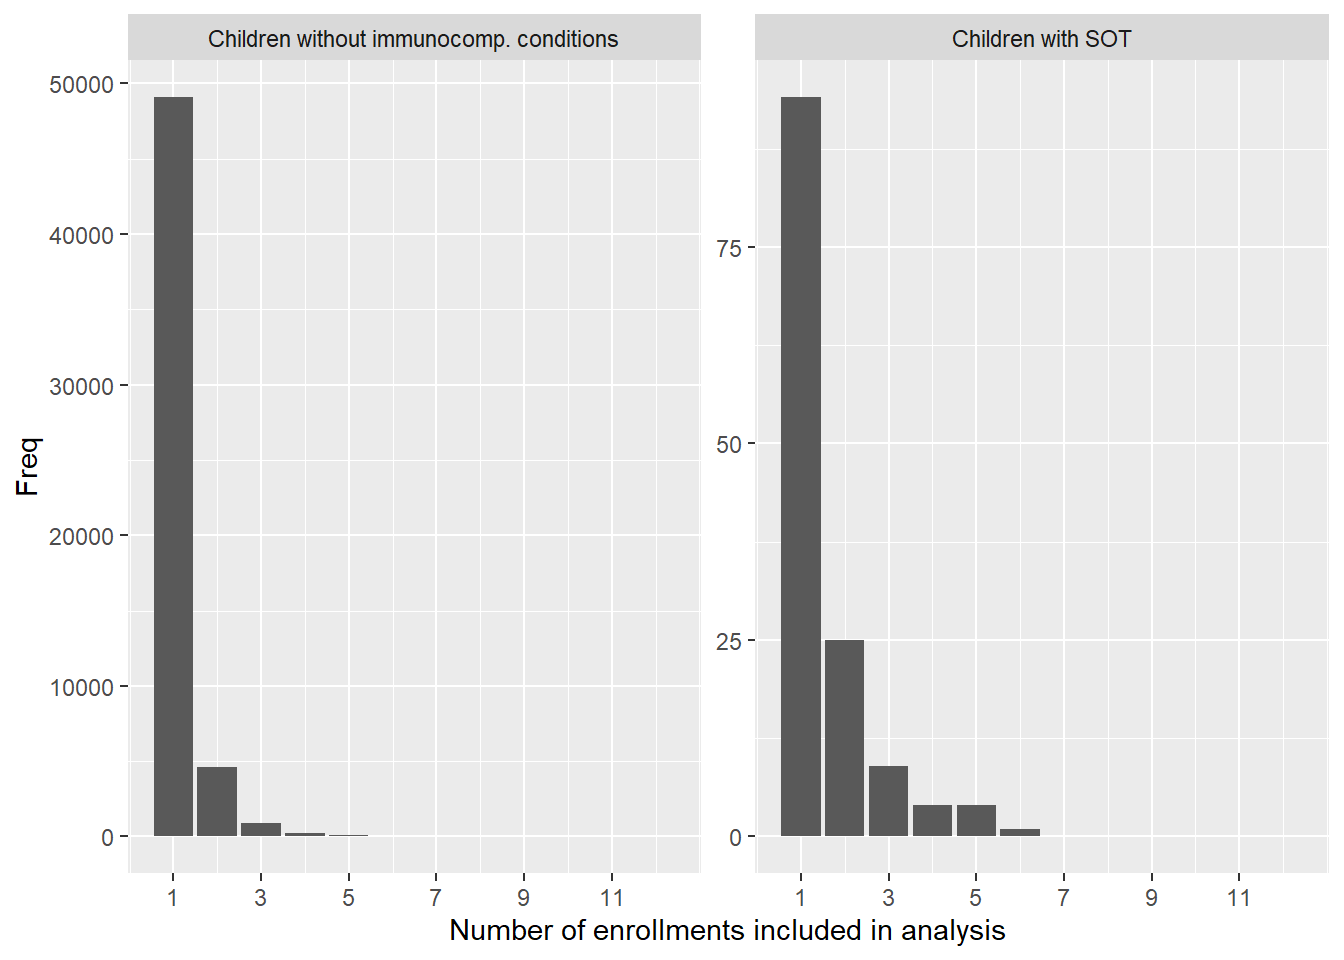 Children without immunocomp. conditions
Children with SOT
Freq
50000
40000
30000
20000
10000
0
75
50
25
0
1 3 5 7 9 11
1 3 5 7 9 11
Number of enrollments included in analysis